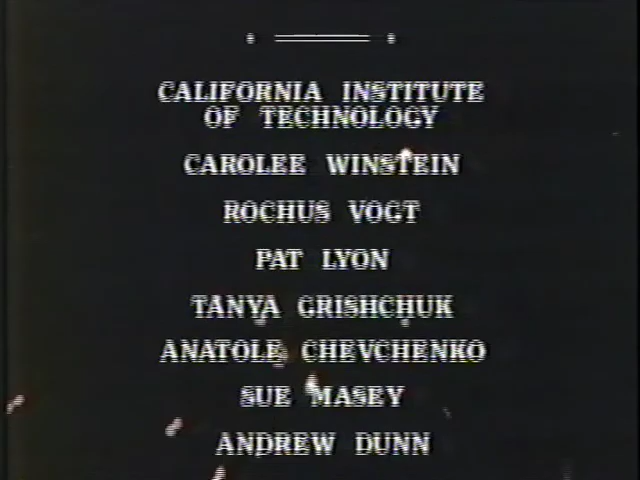 CALIFORNIA INSTITUTE
OF TECHNOLOGY
CAROLEE WINSTEIN
ROCHUS VOGT
PAT LYON
TANYA GRISHCHUK
ANATOLE CHEVCHENKO
SUE MASEY
ANDREW DUNN